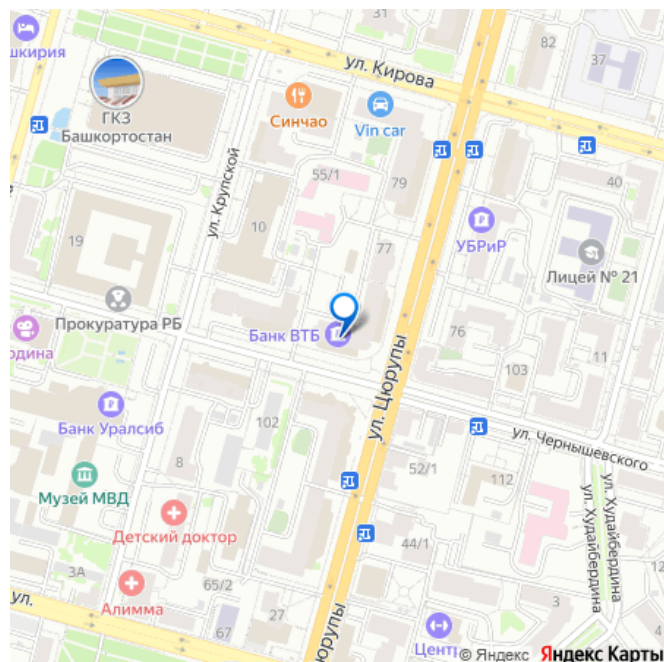 31
ул. Кирова
82
37
шкирия
ГКЗ
Башкортостан
Синчао
Vin car
55/1
79
40
ул. Крупской
10
УБРиР
19
77
Лицей № 21
Прокуратура РБ
Банк ВТБ
76
11
одина
103
ул. Цюрупы
Банк Уралсиб
102
ул. Чернышевского
8
52/1
112
Музей МВД
ул. Худайбердина
ул. Худайбердина
Детский доктор
44/1
3А
65/2
Алимма
27
3
ул.
67
юрупы
Цент
© Яндекс Яндекс Карты